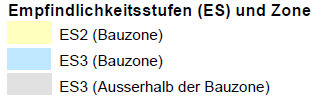 Empfindlichkeitsstufen (ES) und Zone
ES2 (Bauzone)
ES3 (Bauzone)
ES3 (Ausserhalb der Bauzone)